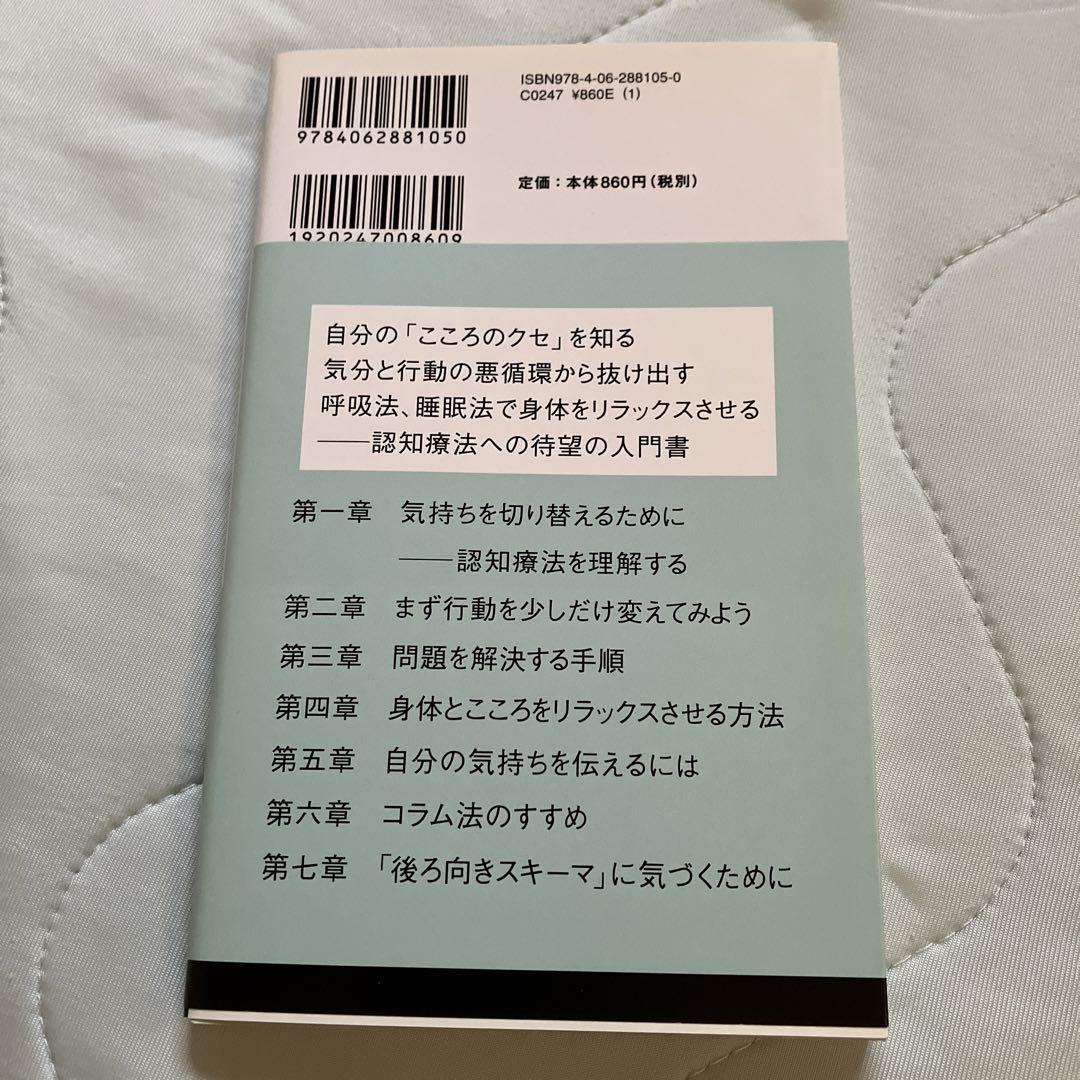 ISBN978-4-06-288105-0
C0247 ¥860E (1)
9784062881050
定価：本体860円（税別）
1920247008609
自分の「こころのクセ」を知る
気分と行動の悪循環から抜け出す
呼吸法、睡眠法で身体をリラックスさせる
――認知療法への待望の入門書
第一章 気持ちを切り替えるために
――認知療法を理解する
第二章 まず行動を少しだけ変えてみよう
第三章 問題を解決する手順
第四章 身体とこころをリラックスさせる方法
第五章 自分の気持ちを伝えるには
第六章 コラム法のすすめ
第七章 「後ろ向きスキーマ」に気づくために